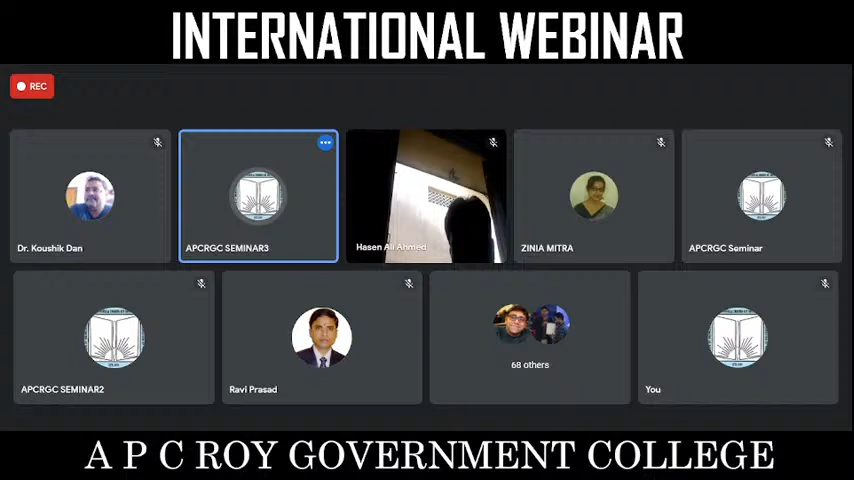 INTERNATIONAL WEBINAR
REC
Dr. Koushik Dan
APCRGC SEMINAR3
Hasen Ali Ahmed
ZINIA MITRA
APCRGC Seminar
APCRGC SEMINAR2
Ravi Prasad
68 others
You
A P C ROY GOVERNMENT COLLEGE